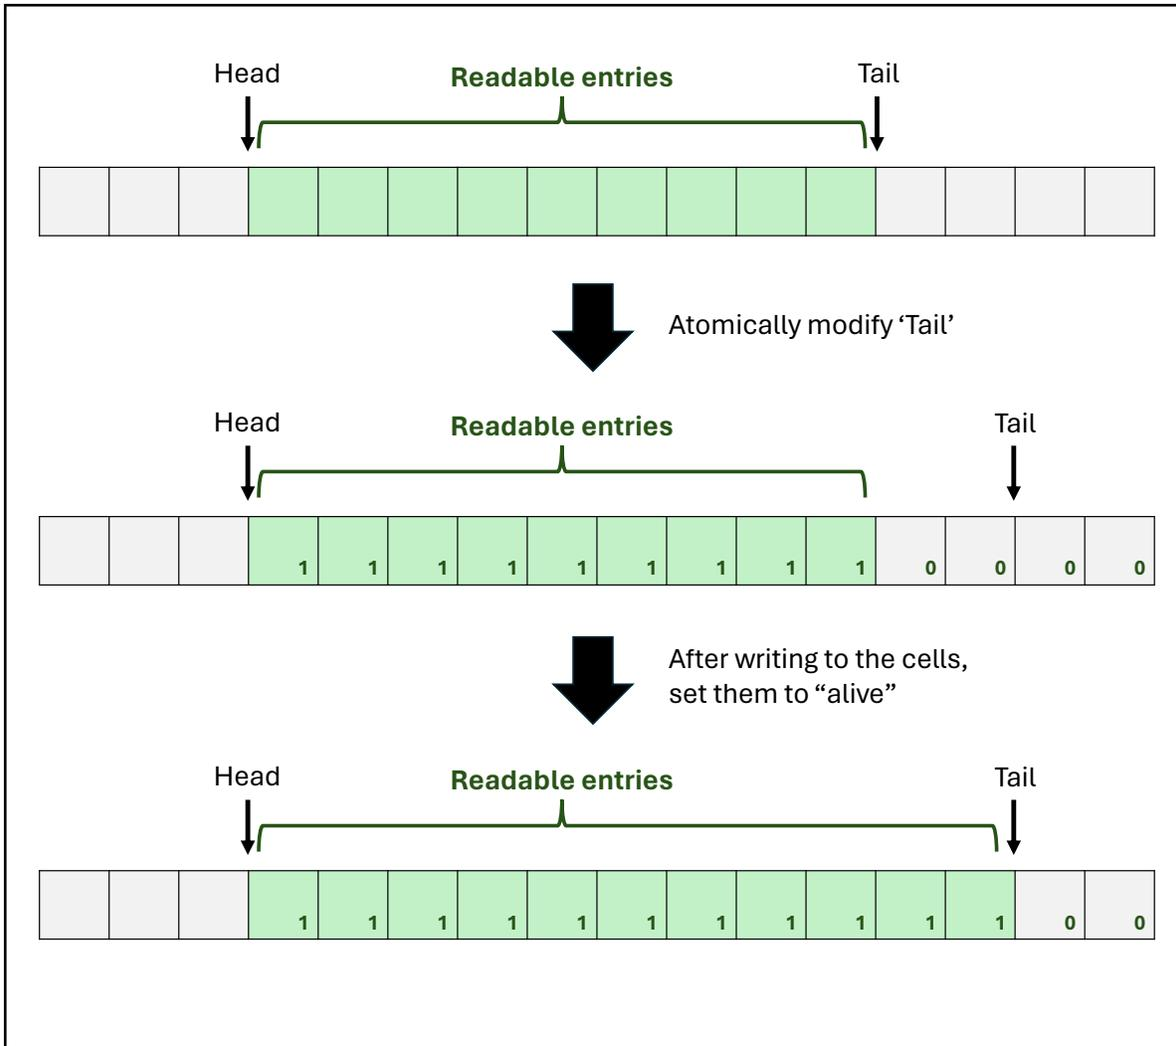 Head Readable entries Tail
Atomically modify ‘Tail’
Head Readable entries Tail
1 1 1 1 1 1 1 1 1 0 0 0 0
After writing to the cells,
set them to “alive”
Head Readable entries Tail
1 1 1 1 1 1 1 1 1 1 1 0 0